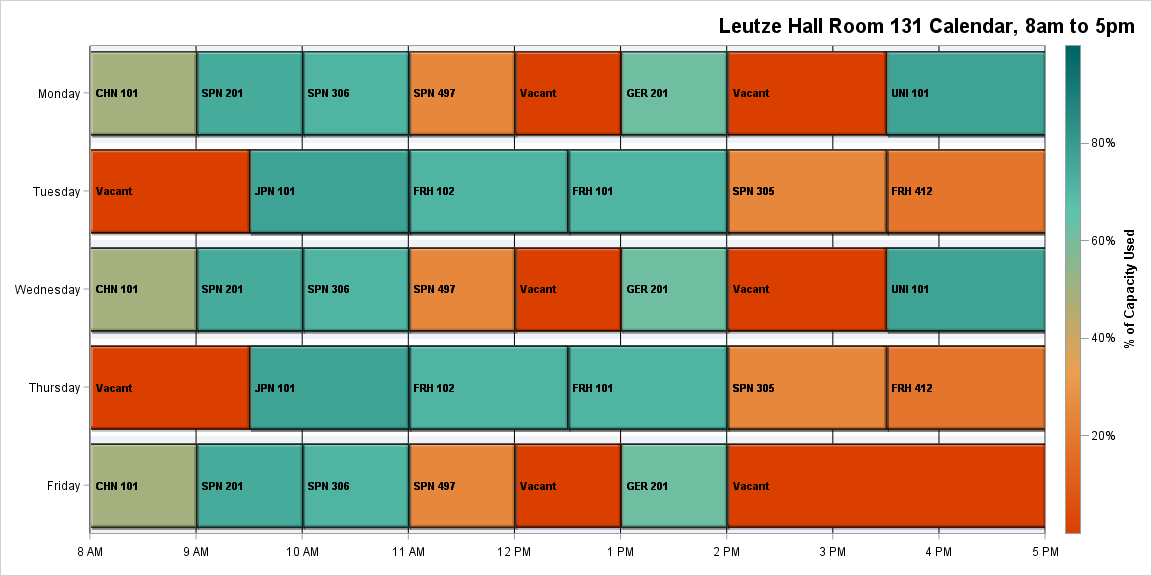 Leutze Hall Room 131 Calendar, 8am to 5pm
Monday
CHN 101
SPN 201
SPN 306
SPN 497
Vacant
GER 201
Vacant
UNI 101
Tuesday
Vacant
JPN 101
FRH 102
FRH 101
SPN 305
FRH 412
Wednesday
CHN 101
SPN 201
SPN 306
SPN 497
Vacant
GER 201
Vacant
UNI 101
Thursday
Vacant
JPN 101
FRH 102
FRH 101
SPN 305
FRH 412
Friday
CHN 101
SPN 201
SPN 306
SPN 497
Vacant
GER 201
Vacant
8 AM
9 AM
10 AM
11 AM
12 PM
1 PM
2 PM
3 PM
4 PM
5 PM
80%
60%
40%
20%
% of Capacity Used